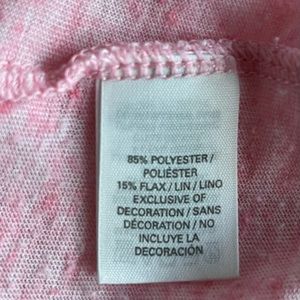 85% POLYESTER /
POLIÉSTER
15% FLAX / LIN / LINO
EXCLUSIVE OF
DECORATION / SANS
DÉCORATION / NO
INCLUYE LA
DECORACIÓN